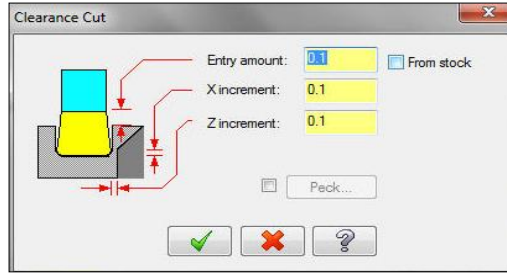 Clearance Cut
Entry amount: 0.1 From stock
X increment: 0.1
Z increment: 0.1
Peck...